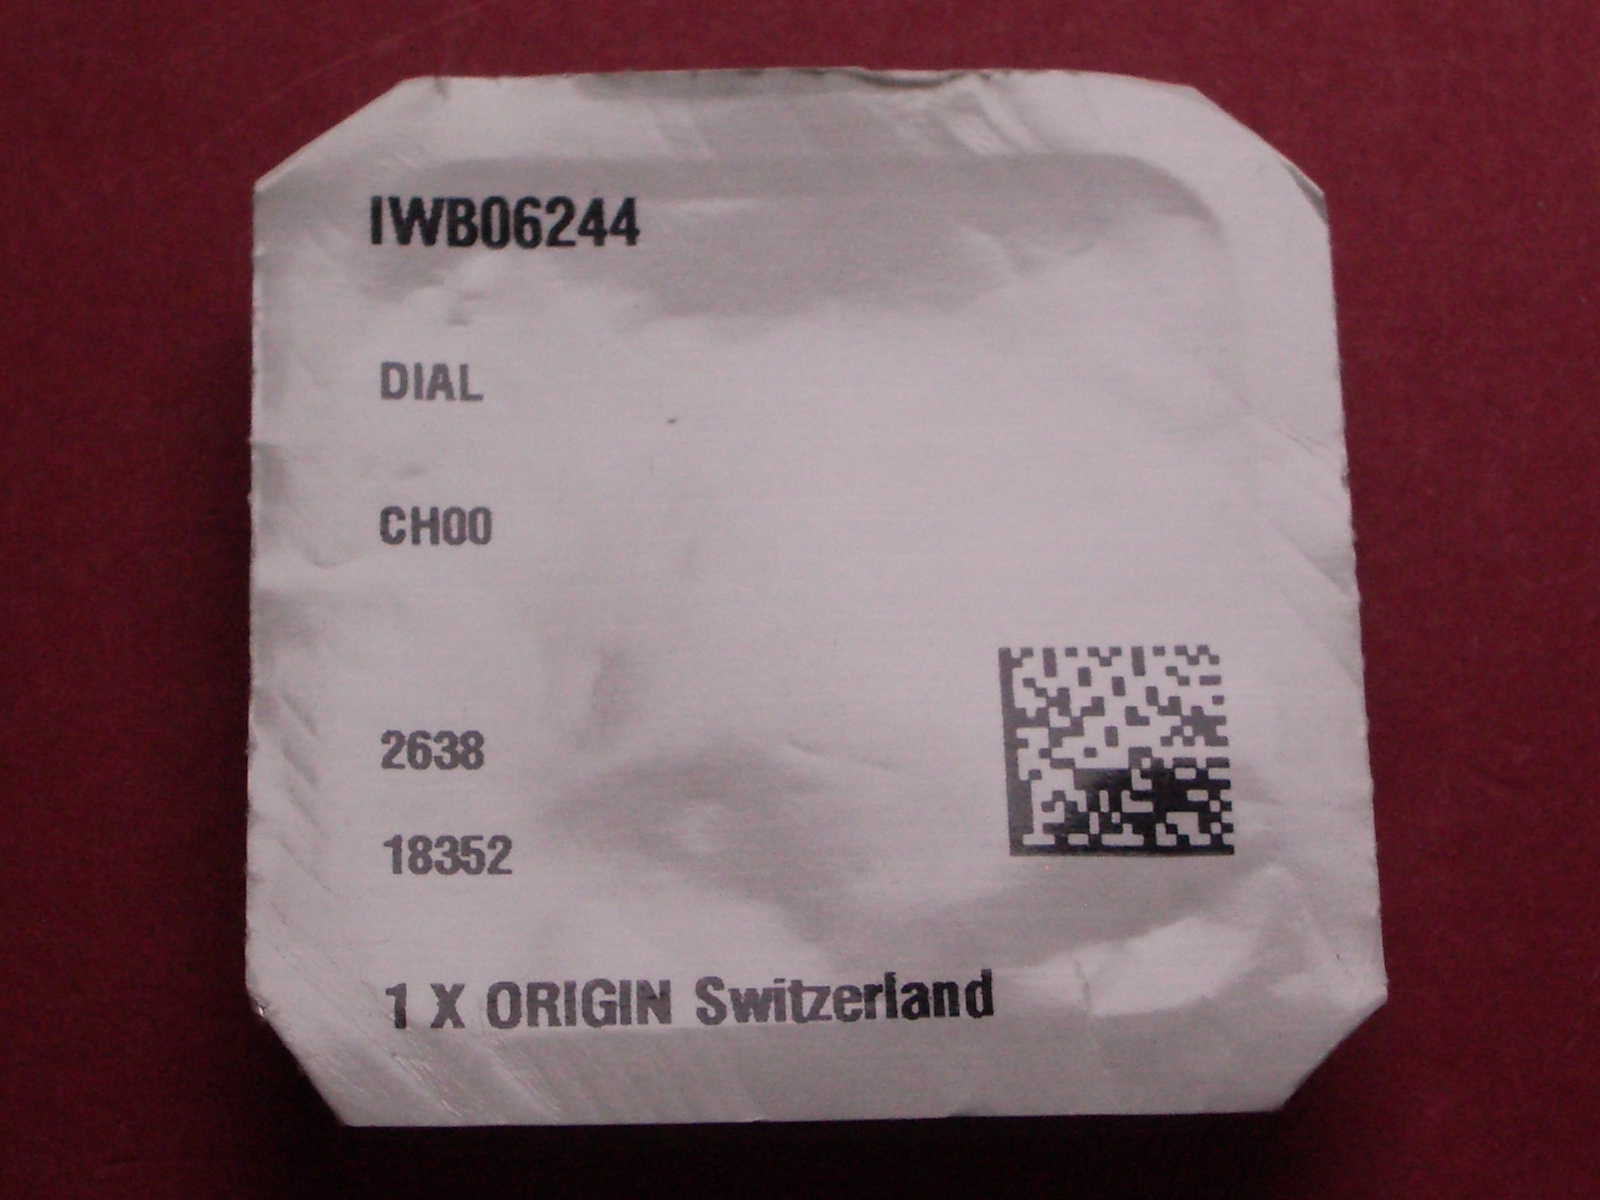 IWB06244
DIAL
CH00
2638
18352
1 X ORIGIN Switzerland